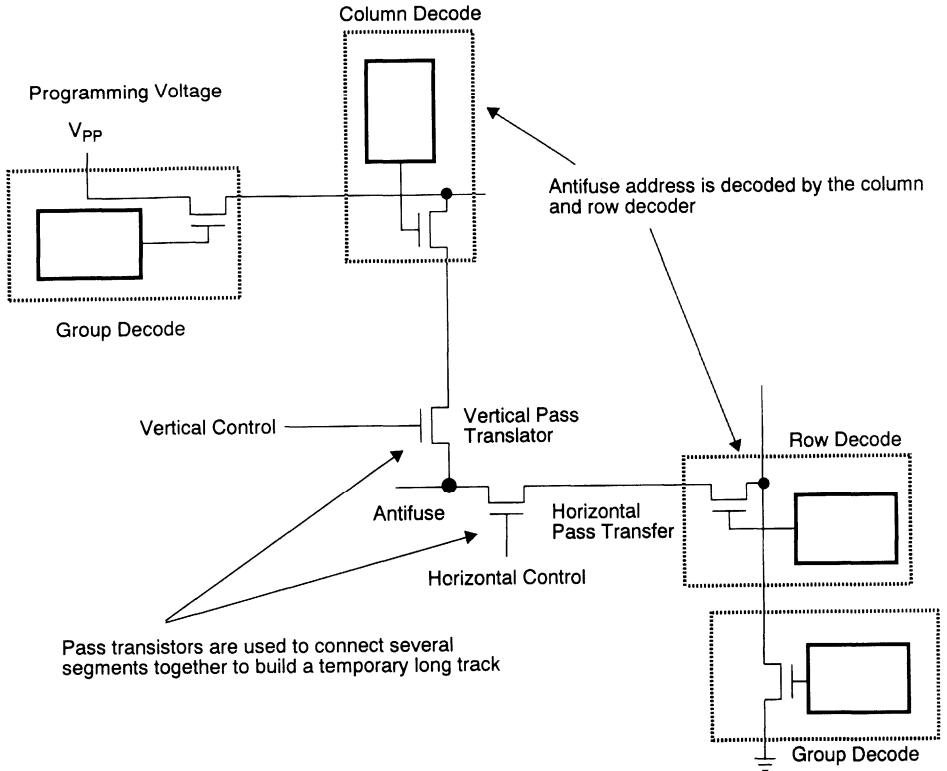 Column Decode
Programming Voltage
VPP
Antifuse address is decoded by the column
and row decoder
Group Decode
Vertical Control
Vertical Pass
Translator
Row Decode
Antifuse
Horizontal
Pass Transfer
Horizontal Control
Pass transistors are used to connect several
segments together to build a temporary long track
Group Decode